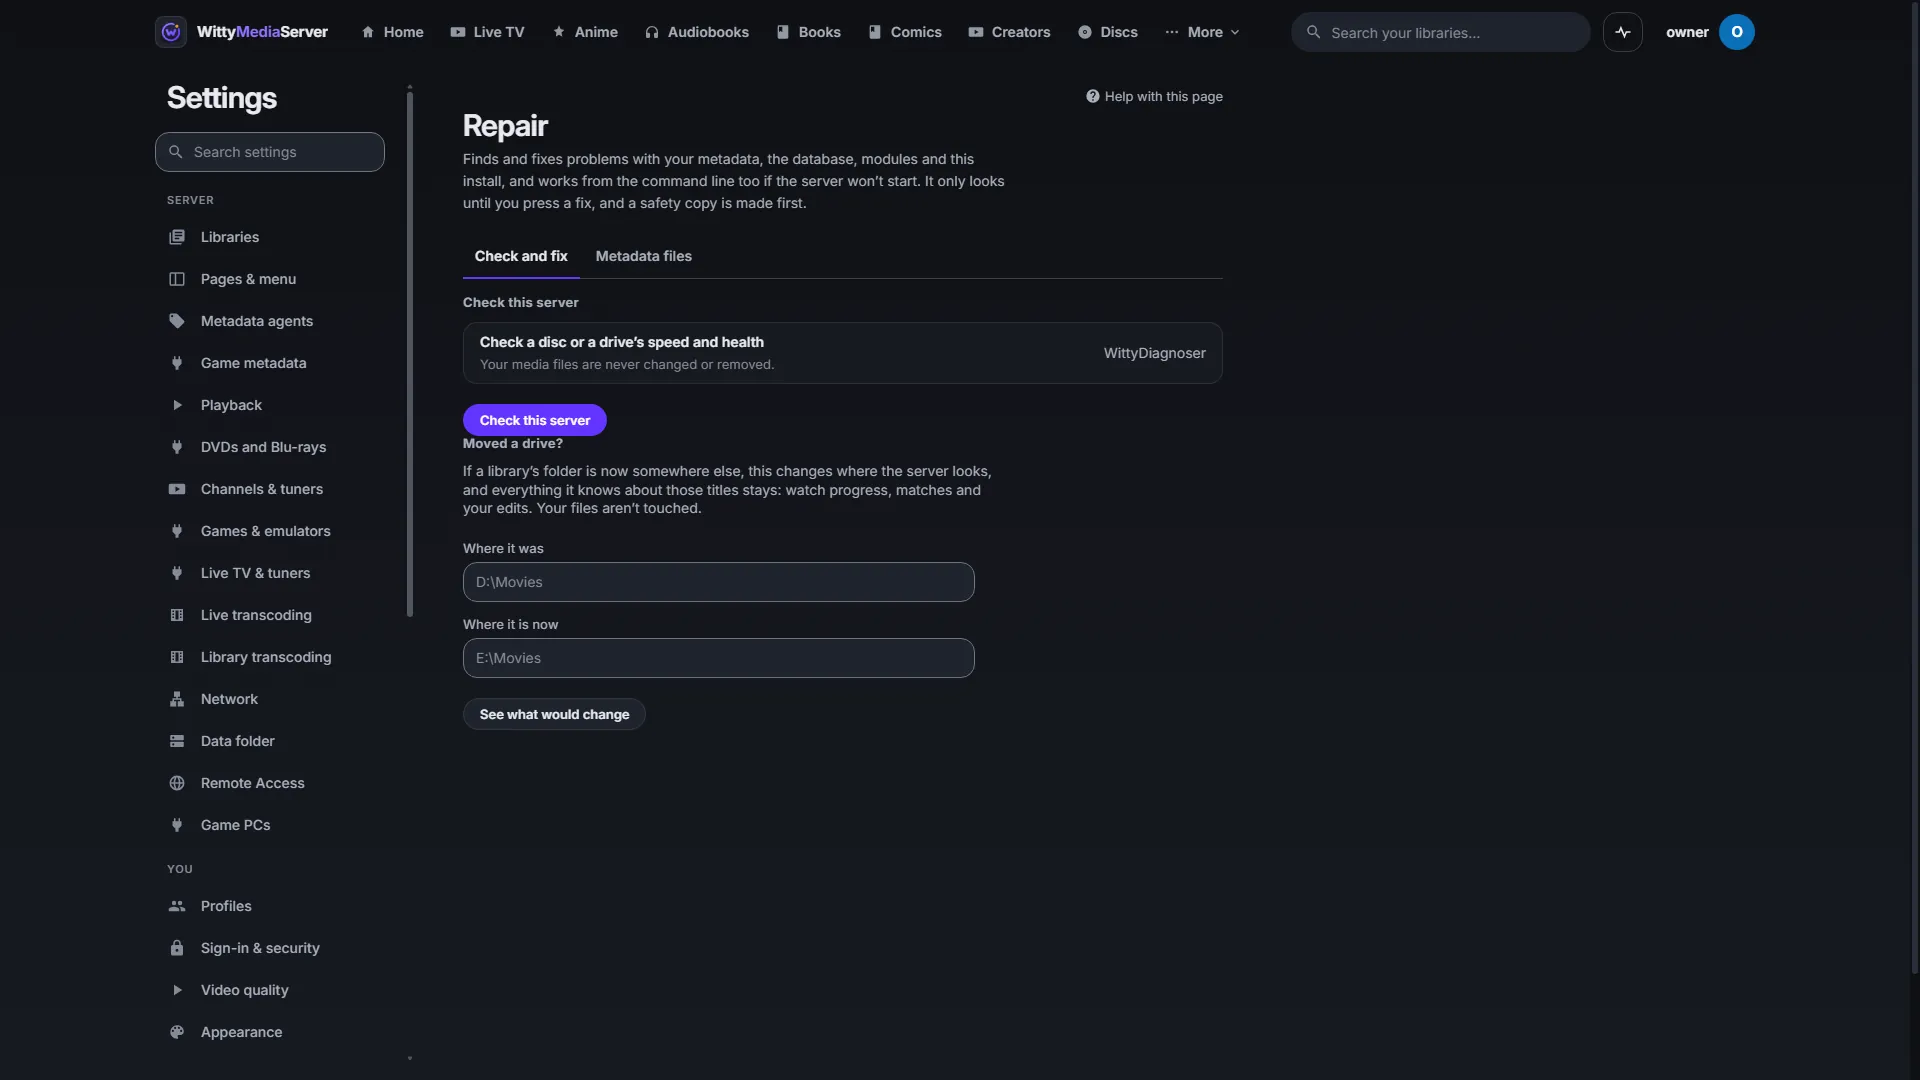 WittyMediaServer
Home
Live TV
Anime
Audiobooks
Books
Comics
Creators
Discs
More
Search your libraries...
owner
O
Settings
Search settings
SERVER
Libraries
Pages & menu
Metadata agents
Game metadata
Playback
DVDs and Blu-rays
Channels & tuners
Games & emulators
Live TV & tuners
Live transcoding
Library transcoding
Network
Data folder
Remote Access
Game PCs
YOU
Profiles
Sign-in & security
Video quality
Appearance
Help with this page
Repair
Finds and fixes problems with your metadata, the database, modules and this
install, and works from the command line too if the server won’t start. It only looks
until you press a fix, and a safety copy is made first.
Check and fix
Metadata files
Check this server
Check a disc or a drive’s speed and health
Your media files are never changed or removed.
WittyDiagnoser
Check this server
Moved a drive?
If a library’s folder is now somewhere else, this changes where the server looks,
and everything it knows about those titles stays: watch progress, matches and
your edits. Your files aren’t touched.
Where it was
D:\Movies
Where it is now
E:\Movies
See what would change